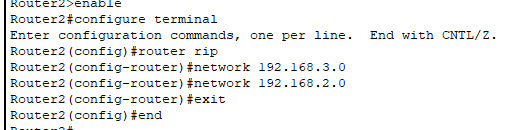 Router2>enable
Router2#configure terminal
Enter configuration commands, one per line.  End with CNTL/Z.
Router2(config)#router rip
Router2(config-router)#network 192.168.3.0
Router2(config-router)#network 192.168.2.0
Router2(config-router)#exit
Router2(config)#end
Router2#